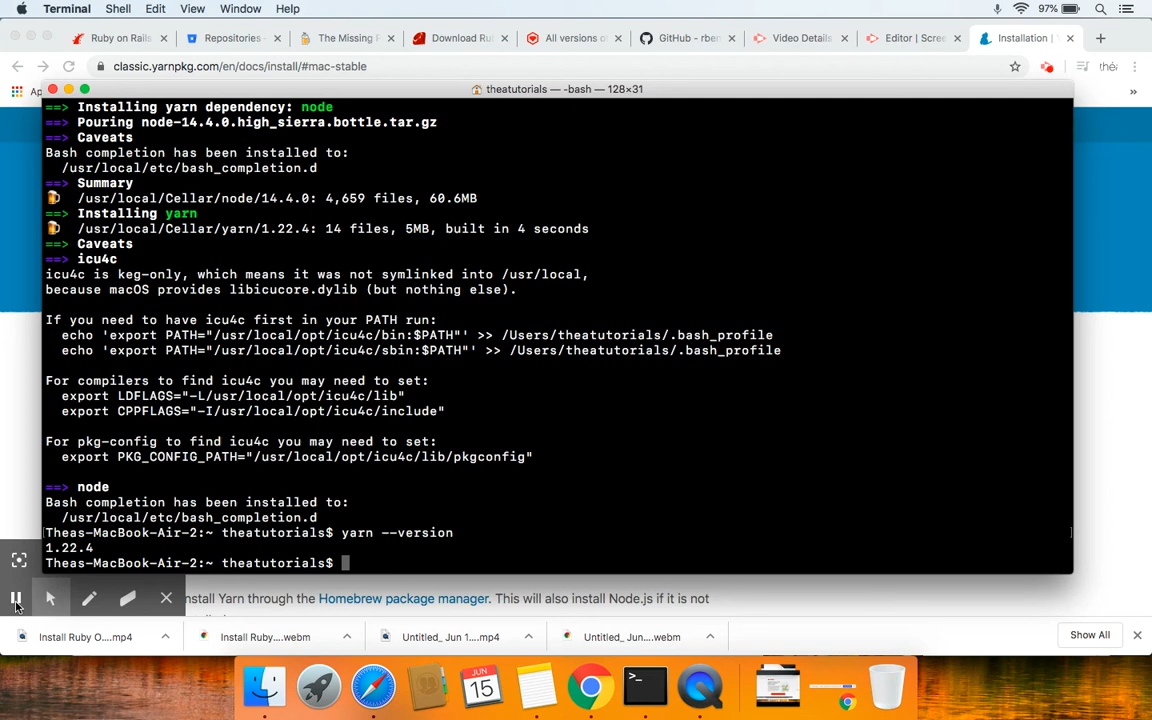 Terminal Shell Edit View Window Help 97%
Ruby on Rails Repositories - The Missing P Download Ru All versions o GitHub - rben Video Details Editor | Scree Installation |
classic.yarnpkg.com/en/docs/install/#mac-stable
theatutorials — -bash — 128×31
==> Installing yarn dependency: node
==> Pouring node-14.4.0.high_sierra.bottle.tar.gz
==> Caveats
Bash completion has been installed to:
/usr/local/etc/bash_completion.d
==> Summary
/usr/local/Cellar/node/14.4.0: 4,659 files, 60.6MB
==> Installing yarn
/usr/local/Cellar/yarn/1.22.4: 14 files, 5MB, built in 4 seconds
==> Caveats
==> icu4c
icu4c is keg-only, which means it was not symlinked into /usr/local,
because macOS provides libicucore.dylib (but nothing else).
If you need to have icu4c first in your PATH run:
echo 'export PATH="/usr/local/opt/icu4c/bin:$PATH"' >> /Users/theatutorials/.bash_profile
echo 'export PATH="/usr/local/opt/icu4c/sbin:$PATH"' >> /Users/theatutorials/.bash_profile
For compilers to find icu4c you may need to set:
export LDFLAGS="-L/usr/local/opt/icu4c/lib"
export CPPFLAGS="-I/usr/local/opt/icu4c/include"
For pkg-config to find icu4c you may need to set:
export PKG_CONFIG_PATH="/usr/local/opt/icu4c/lib/pkgconfig"
==> node
Bash completion has been installed to:
/usr/local/etc/bash_completion.d
[Theas-MacBook-Air-2:~ theatutorials$ yarn --version ]
1.22.4
Theas-MacBook-Air-2:~ theatutorials$
nstall Yarn through the Homebrew package manager. This will also install Node.js if it is not
Install Ruby O....mp4 Install Ruby....webm Untitled_ Jun 1....mp4 Untitled_ Jun....webm Show All
JUN
15